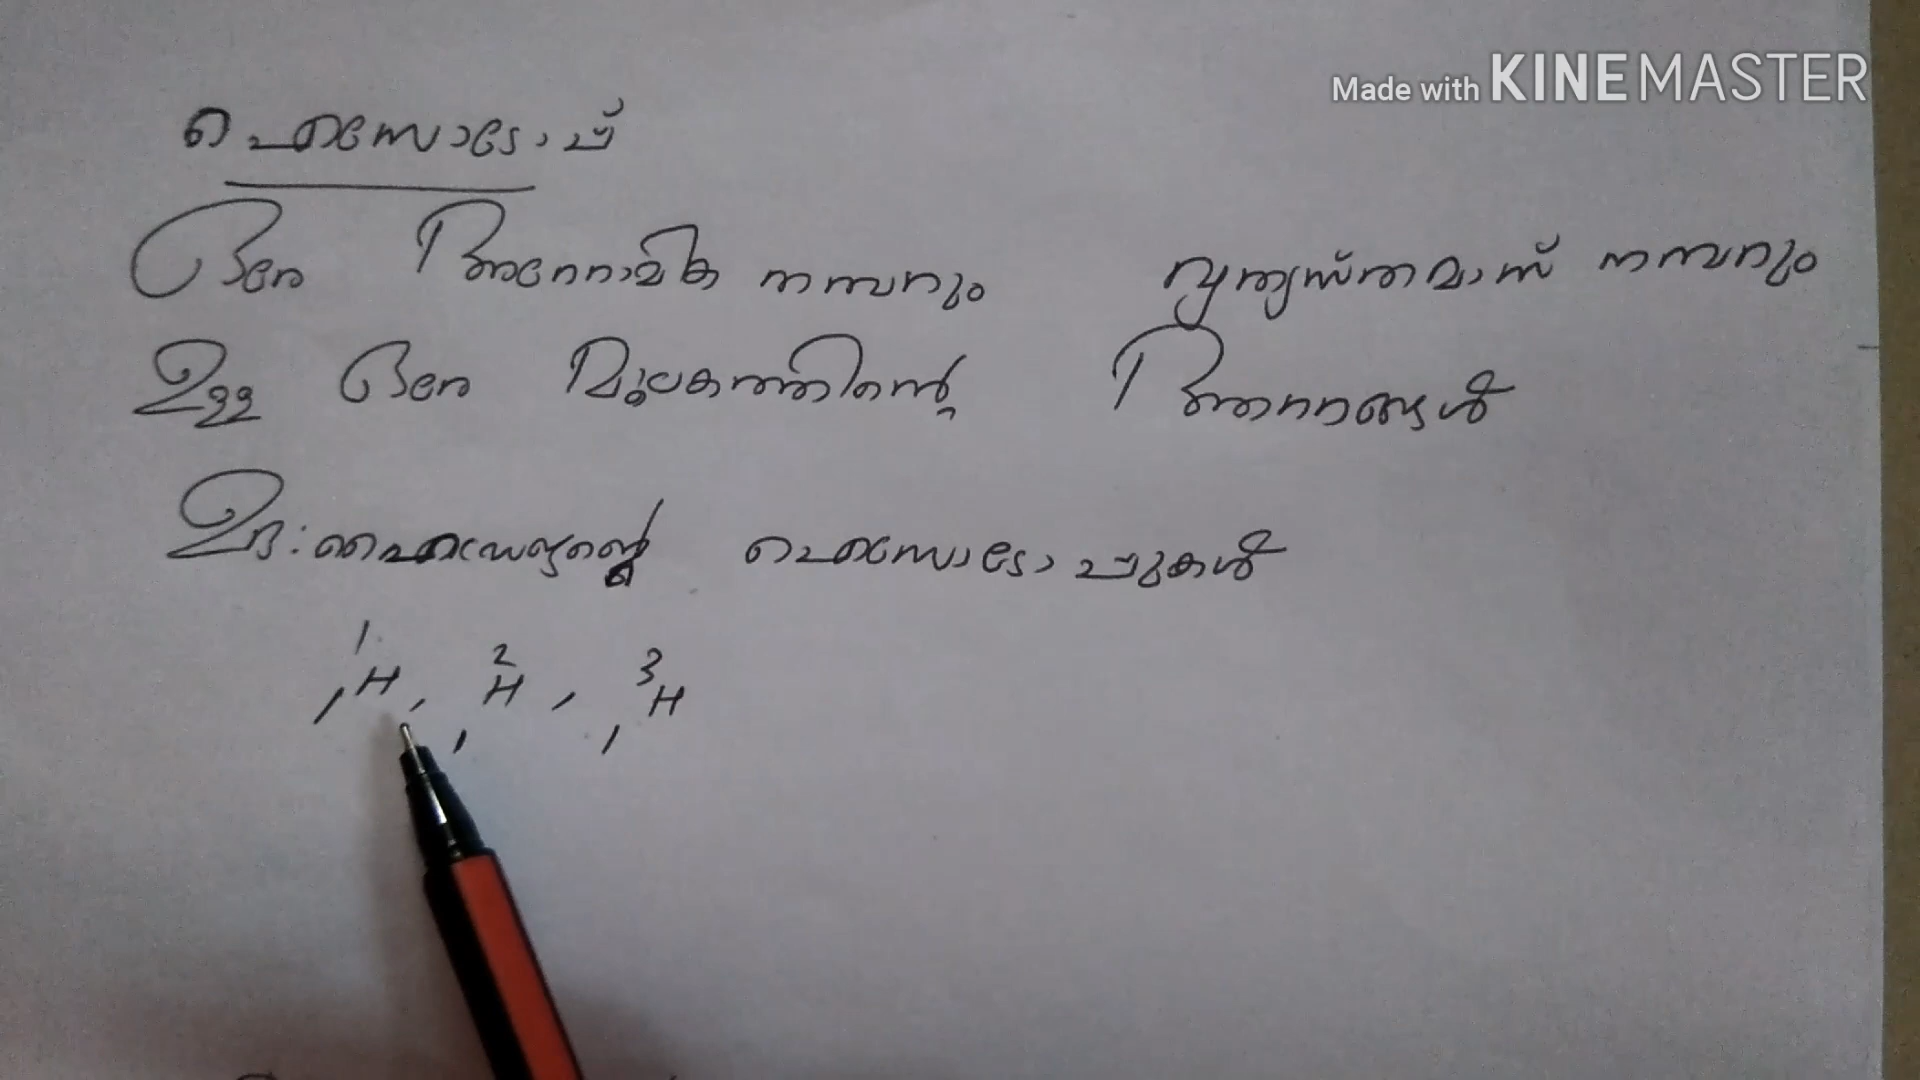 Made with KINEMASTER
ഐസോടോപ്
ഒരേ അറ്റോമിക നമ്പറും വ്യത്യസ്ത മാസ് നമ്പറും
ഉള്ള ഒരേ മൂലകത്തിന്റെ ആറ്റങ്ങൾ
ഉദാ: ഹൈഡ്രജന്റെ ഐസോടോപ്പുകൾ
¹₁H, ²₁H, ³₁H